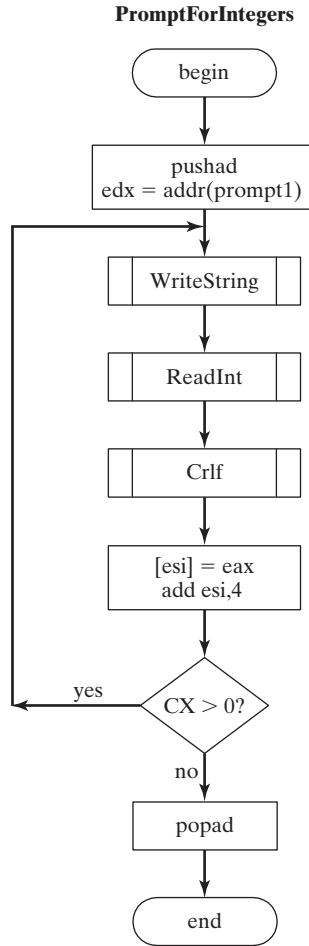 PromptForIntegers
begin
pushad
edx = addr(prompt1)
WriteString
ReadInt
Crlf
[esi] = eax
add esi,4
yes
CX > 0?
no
popad
end